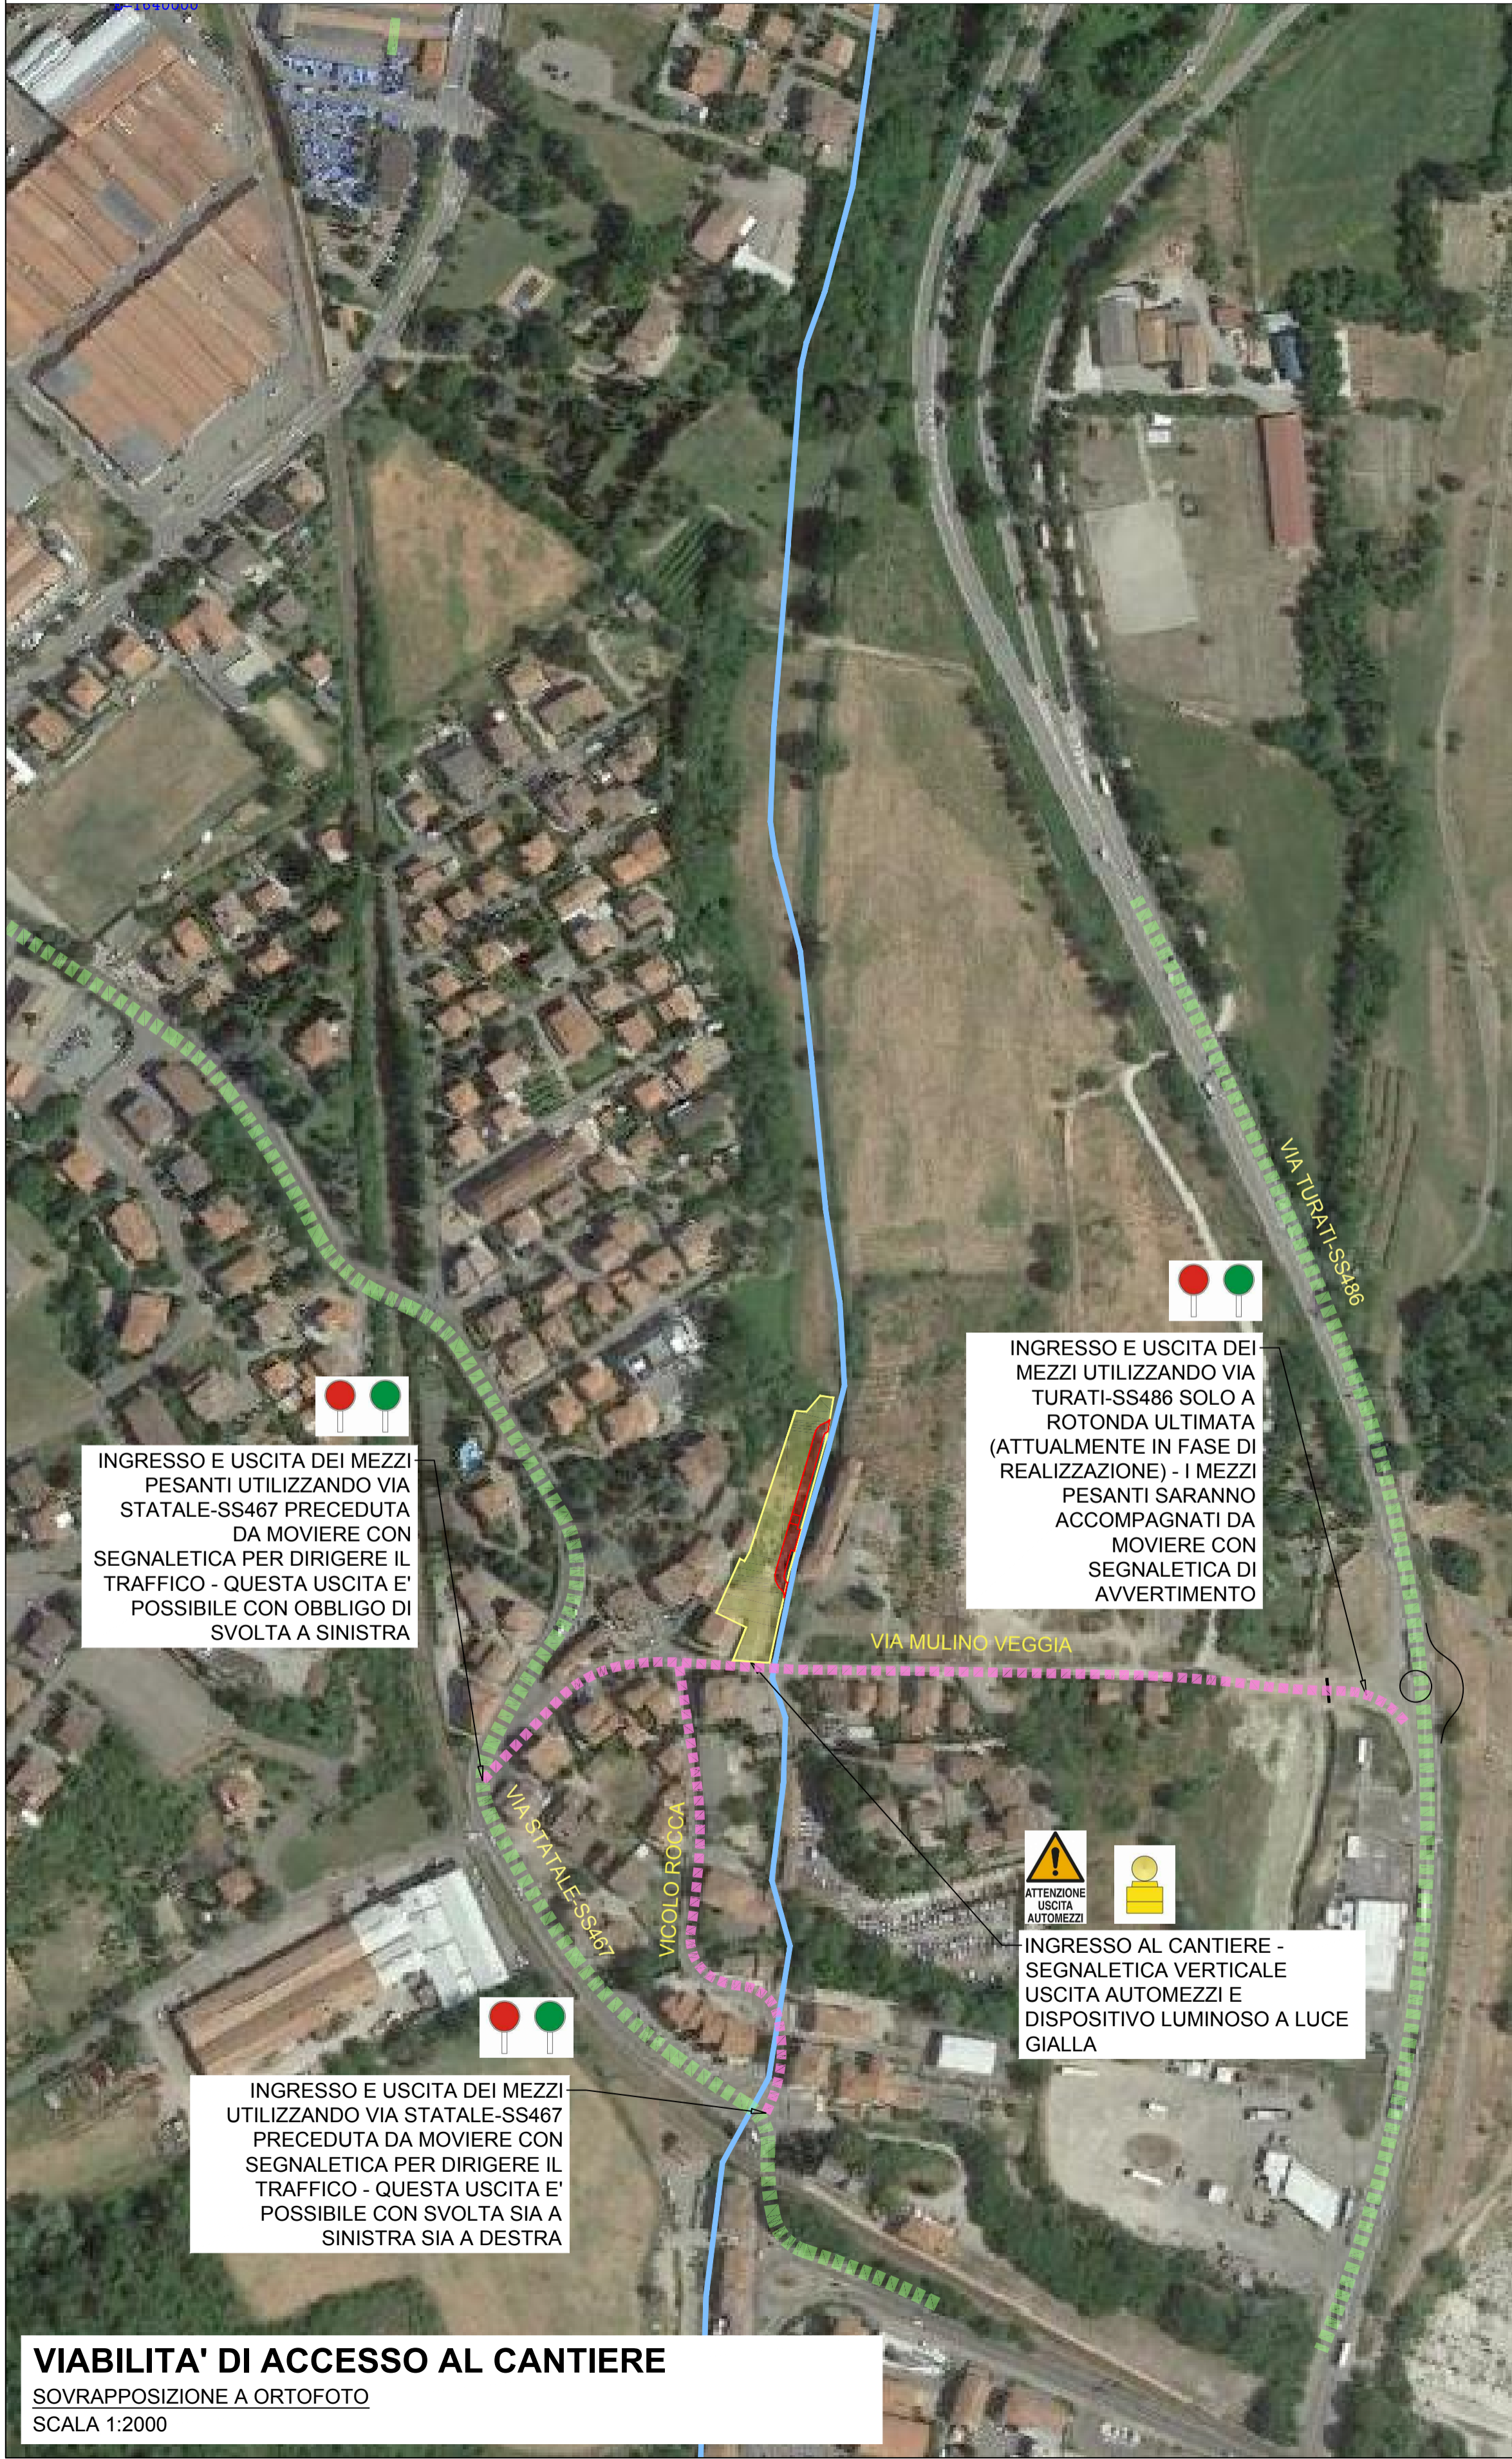 VIA TURATI-SS486
INGRESSO E USCITA DEI
MEZZI UTILIZZANDO VIA
TURATI-SS486 SOLO A
ROTONDA ULTIMATA
(ATTUALMENTE IN FASE DI
REALIZZAZIONE) - I MEZZI
PESANTI SARANNO
ACCOMPAGNATI DA
MOVIERE CON
SEGNALETICA DI
AVVERTIMENTO
INGRESSO E USCITA DEI MEZZI
PESANTI UTILIZZANDO VIA
STATALE-SS467 PRECEDUTA
DA MOVIERE CON
SEGNALETICA PER DIRIGERE IL
TRAFFICO - QUESTA USCITA E'
POSSIBILE CON OBBLIGO DI
SVOLTA A SINISTRA
VIA MULINO VEGGIA
VIA STATALE-SS467
VICOLO ROCCA
ATTENZIONE
USCITA
AUTOMEZZI
INGRESSO AL CANTIERE -
SEGNALETICA VERTICALE
USCITA AUTOMEZZI E
DISPOSITIVO LUMINOSO A LUCE
GIALLA
INGRESSO E USCITA DEI MEZZI
UTILIZZANDO VIA STATALE-SS467
PRECEDUTA DA MOVIERE CON
SEGNALETICA PER DIRIGERE IL
TRAFFICO - QUESTA USCITA E'
POSSIBILE CON SVOLTA SIA A
SINISTRA SIA A DESTRA
VIABILITA' DI ACCESSO AL CANTIERE
SOVRAPPOSIZIONE A ORTOFOTO
SCALA 1:2000